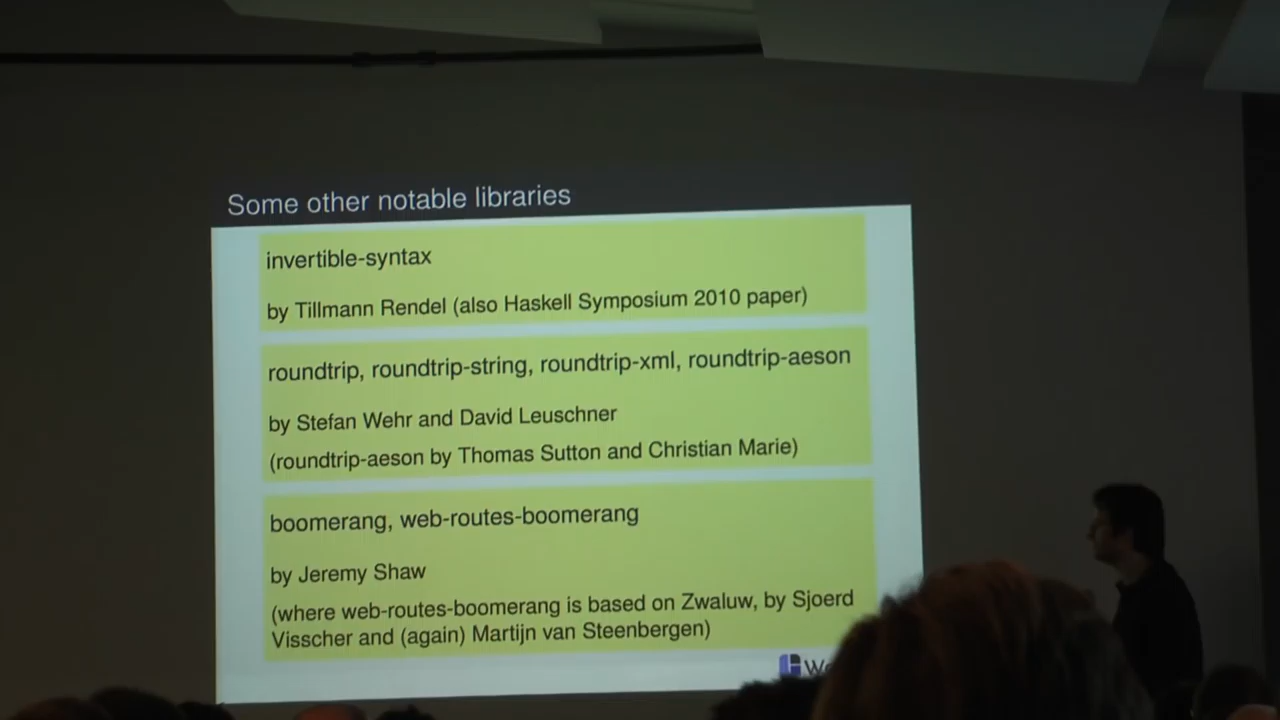 Some other notable libraries
invertible-syntax
by Tillmann Rendel (also Haskell Symposium 2010 paper)
roundtrip, roundtrip-string, roundtrip-xml, roundtrip-aeson
by Stefan Wehr and David Leuschner
(roundtrip-aeson by Thomas Sutton and Christian Marie)
boomerang, web-routes-boomerang
by Jeremy Shaw
(where web-routes-boomerang is based on Zwaluw, by Sjoerd
Visscher and (again) Martijn van Steenbergen)